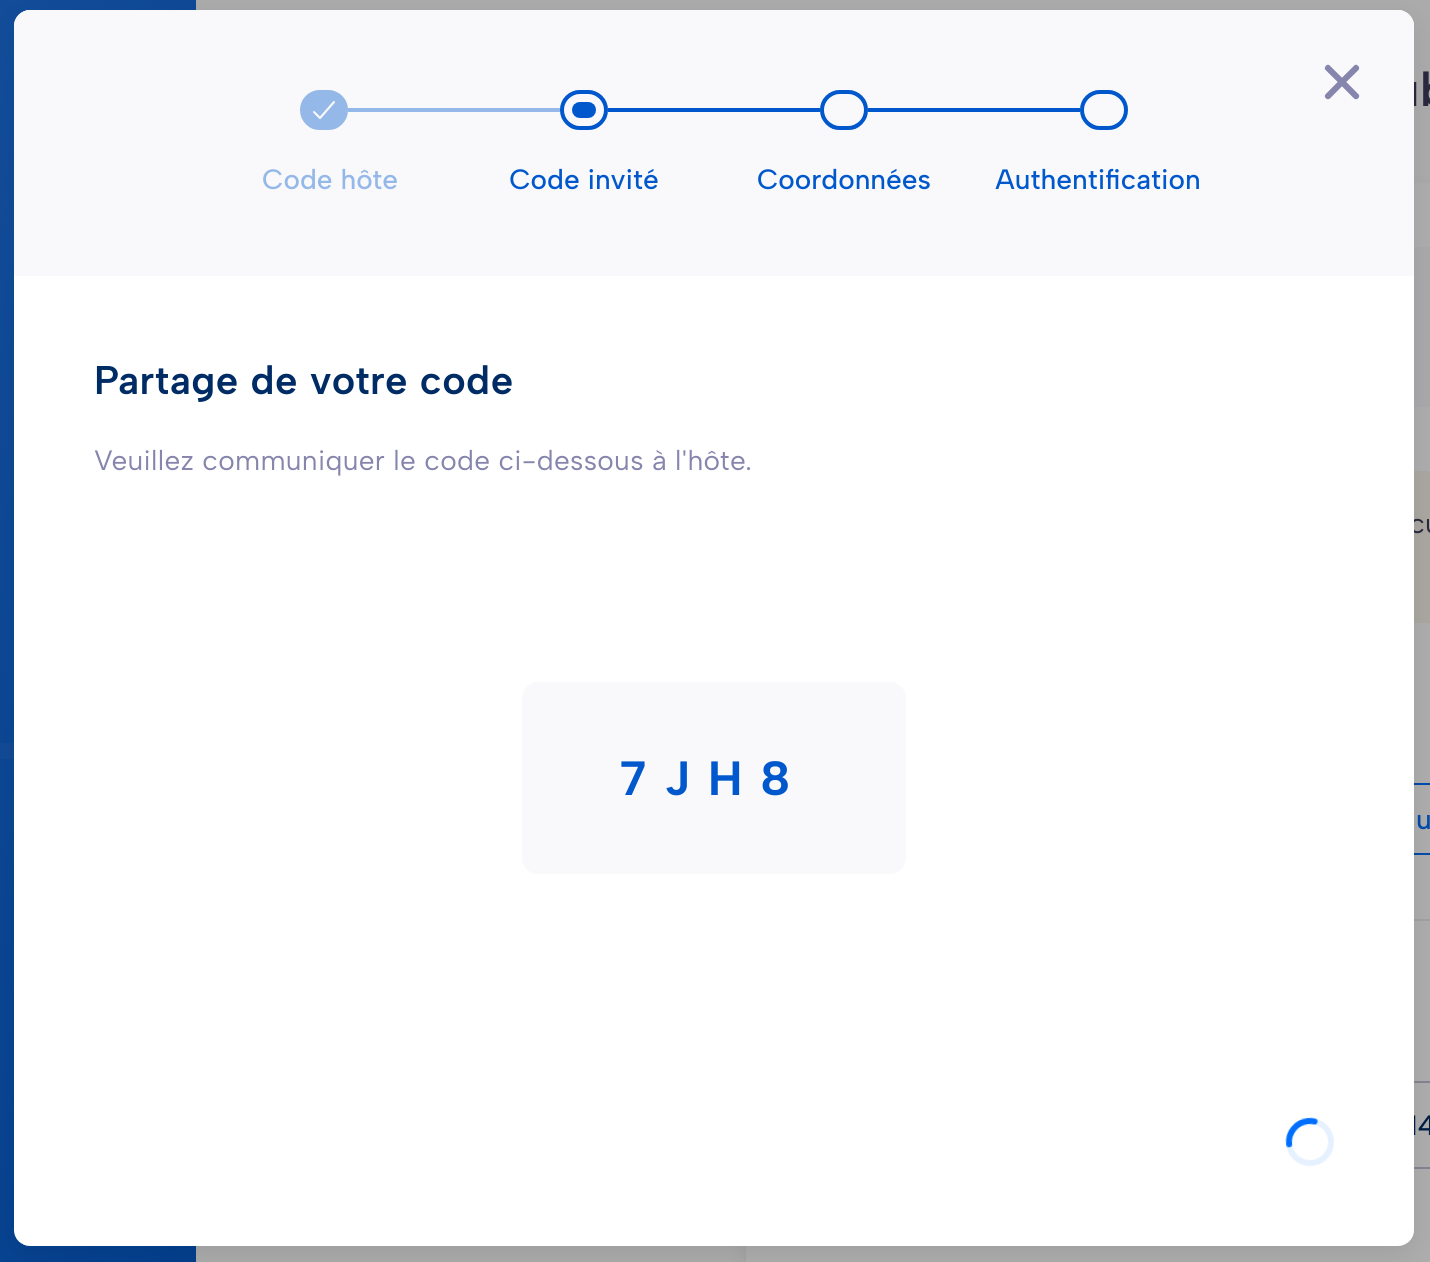 Code hôte
Code invité
Coordonnées
Authentification
Partage de votre code
Veuillez communiquer le code ci-dessous à l'hôte.
7 J H 8